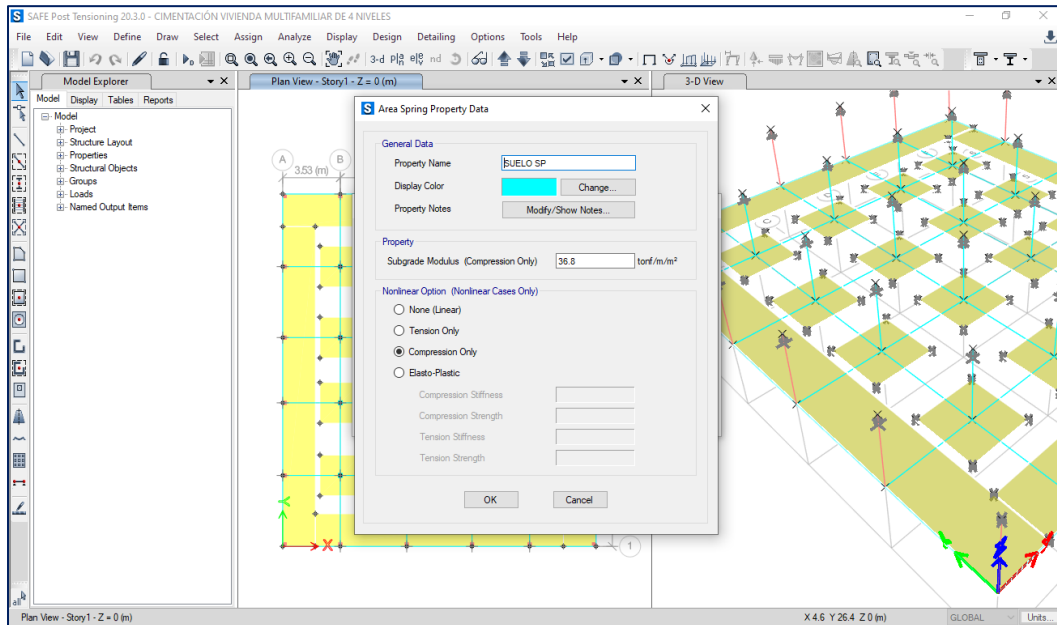 SAFE Post Tensioning 20.3.0 - CIMENTACIÓN VIVIENDA MULTIFAMILIAR DE 4 NIVELES
File Edit View Define Draw Select Assign Analyze Display Design Detailing Options Tools Help
3-d nd
Model Explorer
Model Display Tables Reports
Model
Project
Structure Layout
Properties
Structural Objects
Groups
Loads
Named Output Items
Plan View - Story1 - Z = 0 (m)
A B
3.53 (m)
Y
X
1
3-D View
Area Spring Property Data
General Data
Property Name SUELO SP
Display Color Change...
Property Notes Modify/Show Notes...
Property
Subgrade Modulus (Compression Only) 36.8 tonf/m/m²
Nonlinear Option (Nonlinear Cases Only)
None (Linear)
Tension Only
Compression Only
Elasto-Plastic
Compression Stiffness
Compression Strength
Tension Stiffness
Tension Strength
OK Cancel
all
Plan View - Story1 - Z = 0 (m) X 4.6 Y 26.4 Z 0 (m) GLOBAL Units...